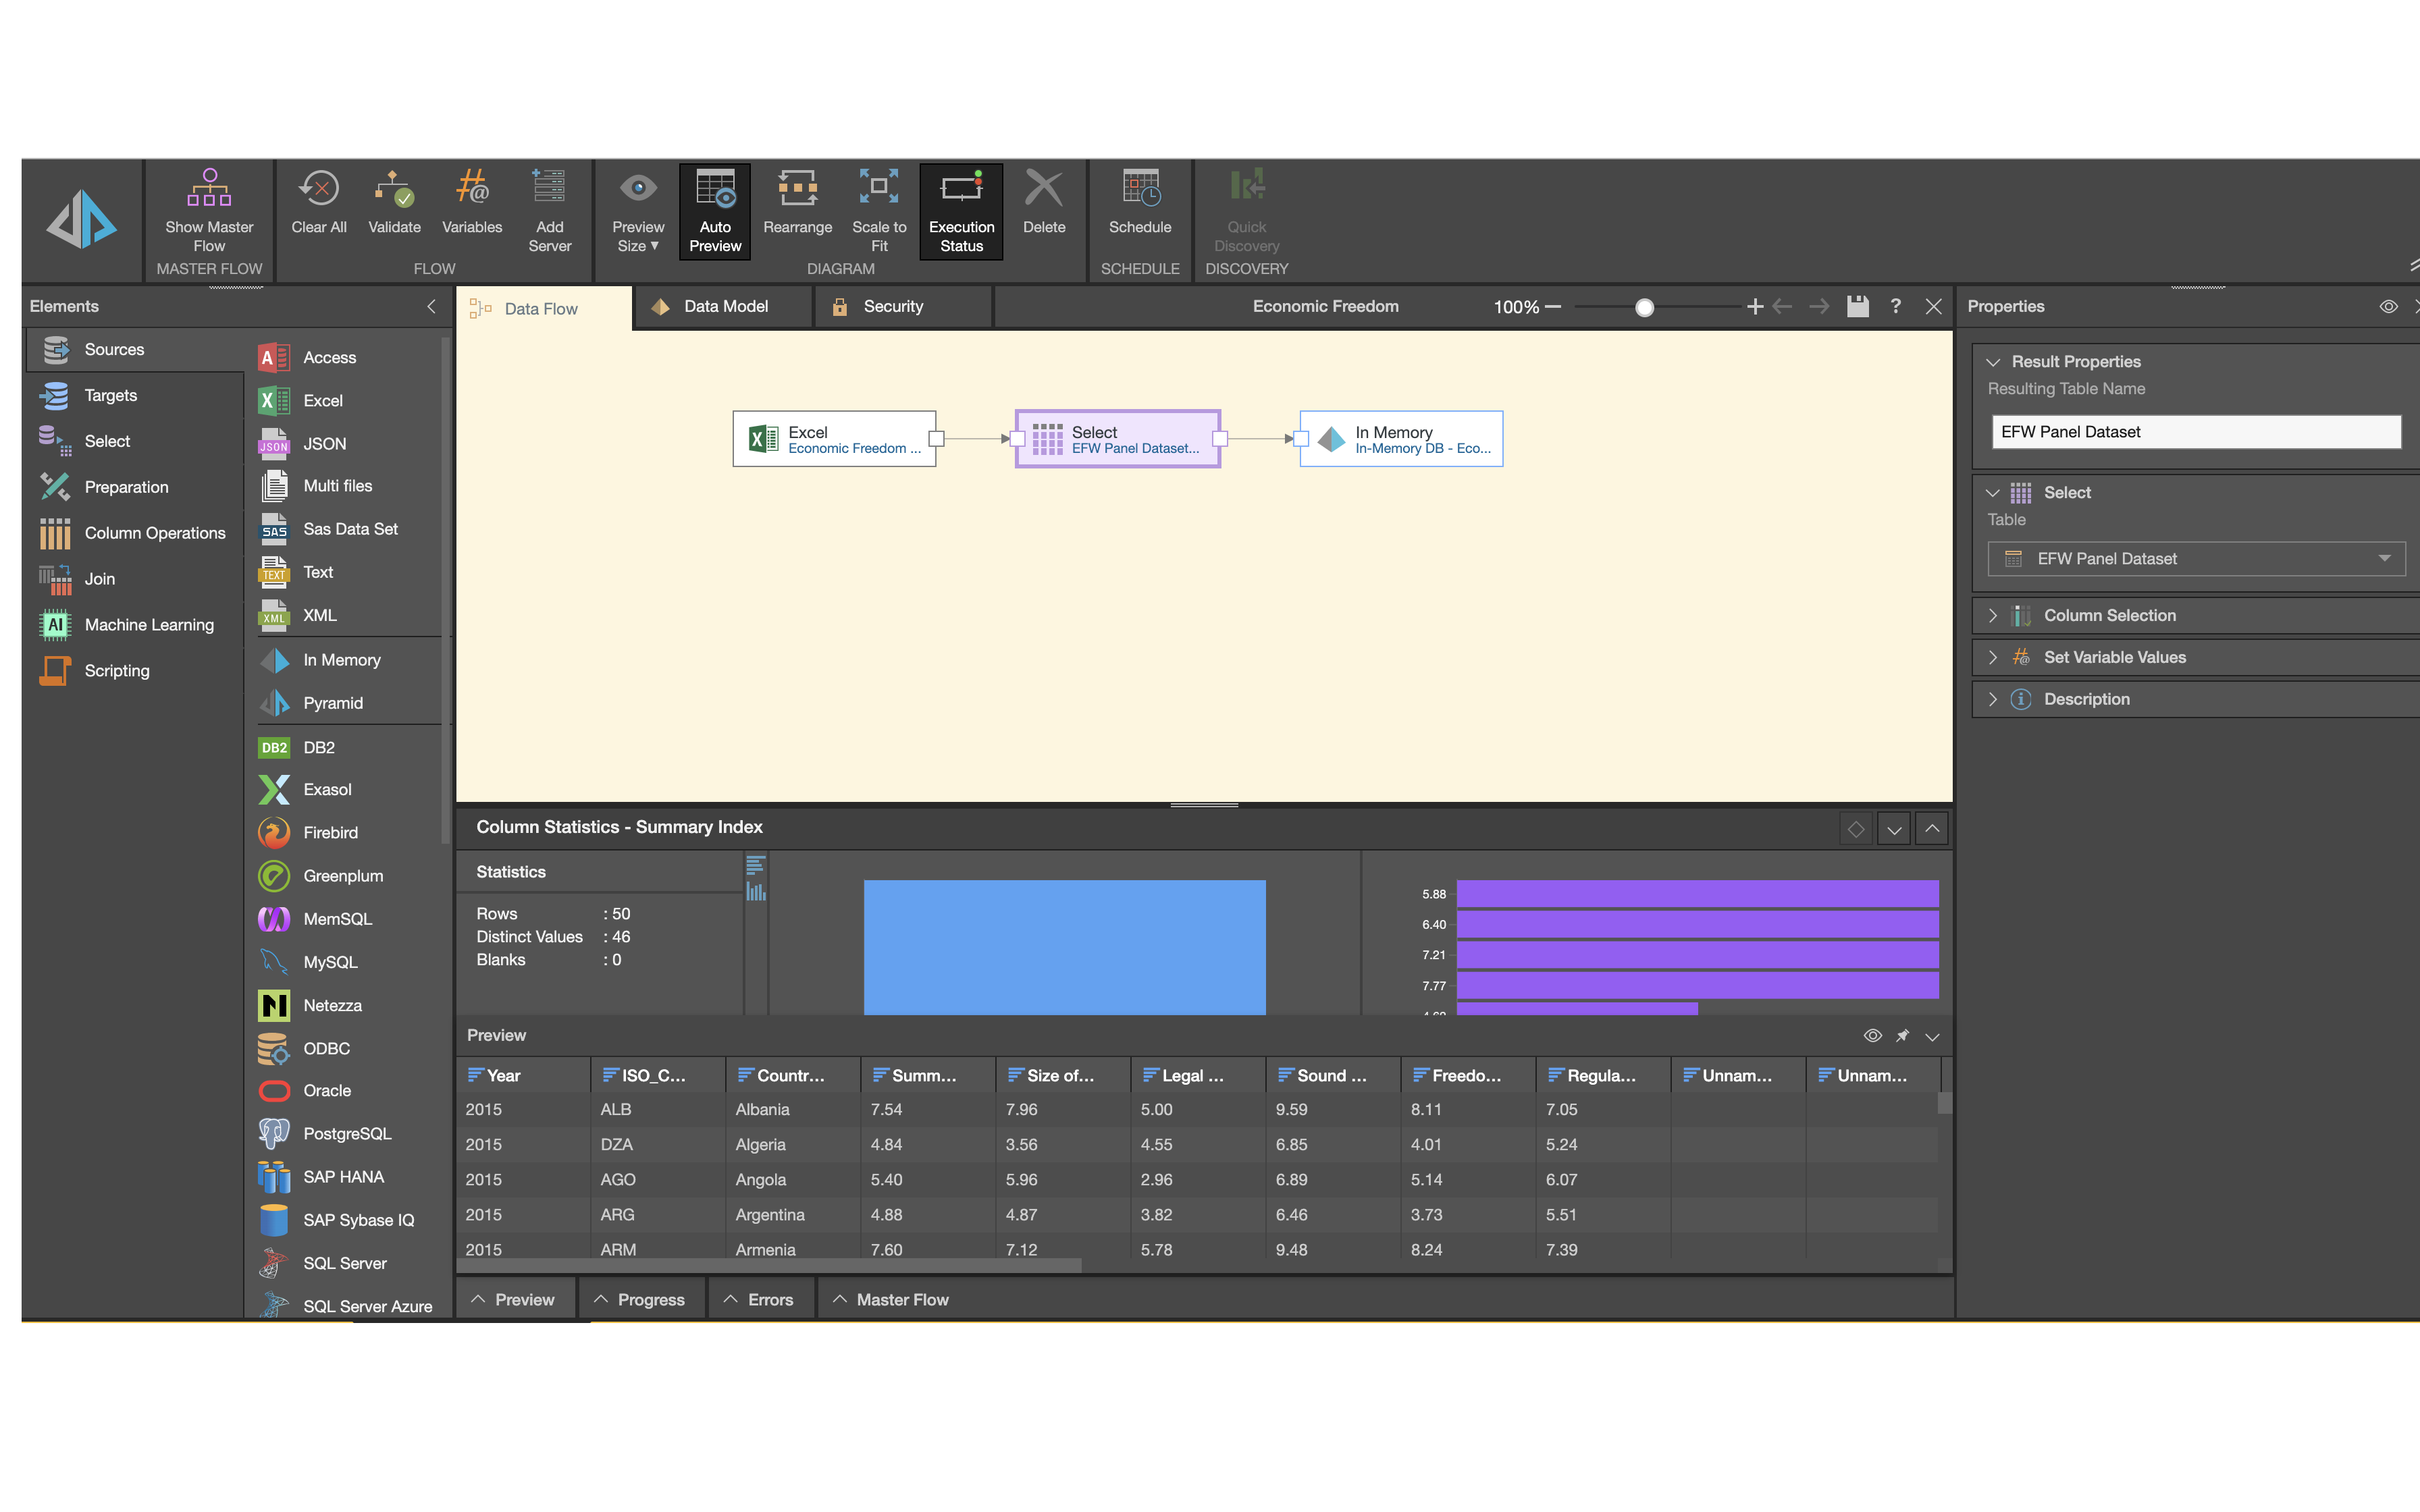 Show Master Flow
MASTER FLOW
Clear All
Validate
Variables
Add Server
FLOW
Preview Size ▼
Auto Preview
Rearrange
Scale to Fit
Execution Status
Delete
DIAGRAM
Schedule
SCHEDULE
Quick Discovery
DISCOVERY
Elements
Sources
Targets
Select
Preparation
Column Operations
Join
AI
Machine Learning
Scripting
A
Access
X
Excel
JSON
JSON
Multi files
SAS
Sas Data Set
TEXT
Text
XML
XML
In Memory
Pyramid
DB2
DB2
Exasol
Firebird
Greenplum
MemSQL
MySQL
N
Netezza
ODBC
Oracle
PostgreSQL
SAP HANA
SAP Sybase IQ
SQL Server
SQL Server Azure
Data Flow
Data Model
Security
Economic Freedom
100%
?
X
Excel
Economic Freedom ...
Select
EFW Panel Dataset...
In Memory
In-Memory DB - Eco...
Column Statistics - Summary Index
Statistics
Rows : 50
Distinct Values : 46
Blanks : 0
5.88
6.40
7.21
7.77
Preview
Year ISO_C... Countr... Summ... Size of... Legal ... Sound ... Freedo... Regula... Unnam... Unnam...
2015 ALB Albania 7.54 7.96 5.00 9.59 8.11 7.05
2015 DZA Algeria 4.84 3.56 4.55 6.85 4.01 5.24
2015 AGO Angola 5.40 5.96 2.96 6.89 5.14 6.07
2015 ARG Argentina 4.88 4.87 3.82 6.46 3.73 5.51
2015 ARM Armenia 7.60 7.12 5.78 9.48 8.24 7.39
Preview
Progress
Errors
Master Flow
Properties
Result Properties
Resulting Table Name
EFW Panel Dataset
Select
Table
EFW Panel Dataset
Column Selection
Set Variable Values
Description